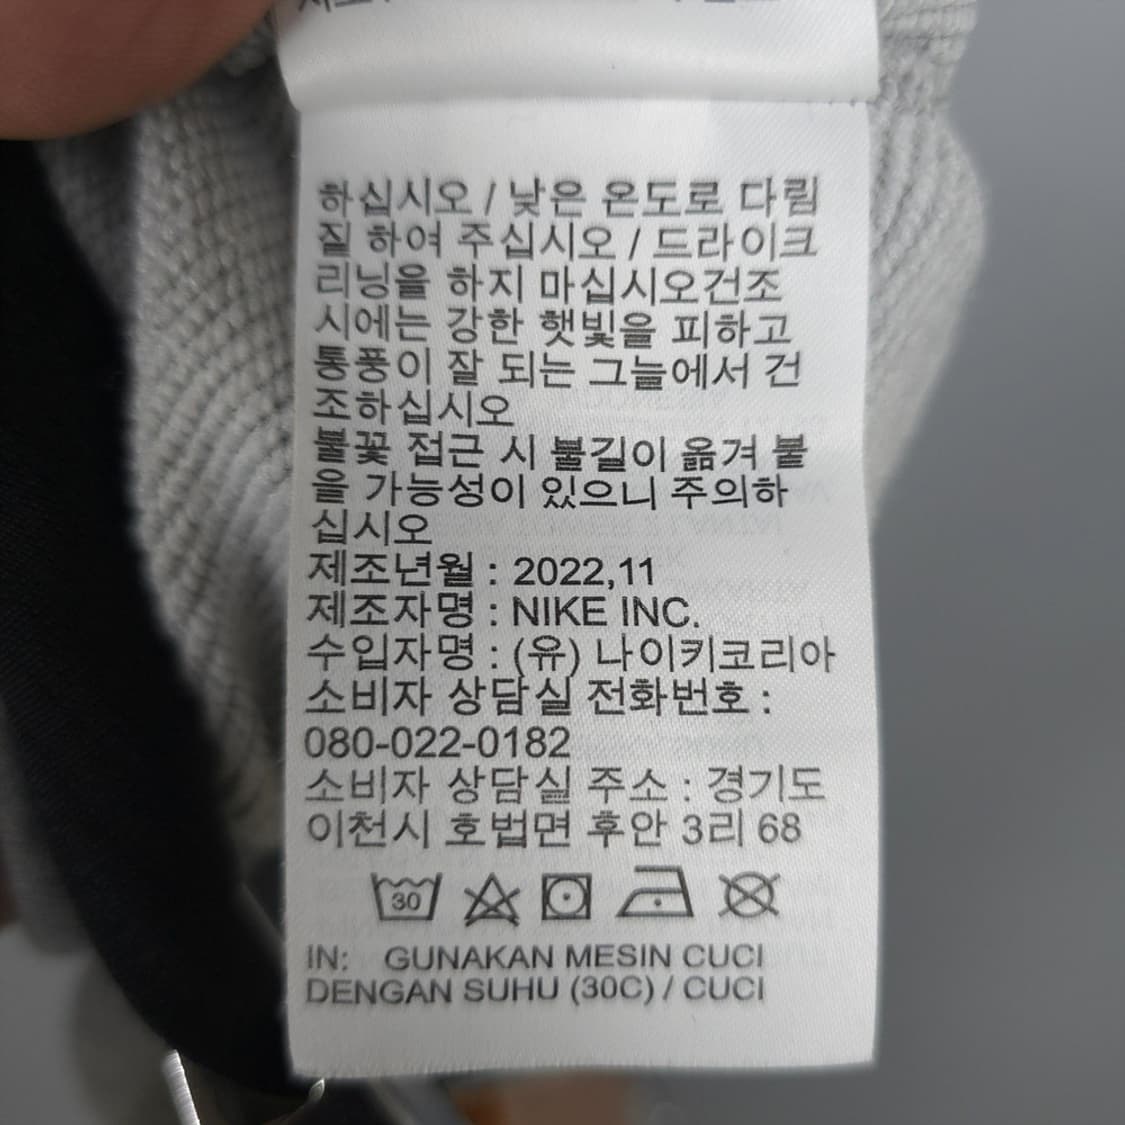 하십시오 / 낮은 온도로 다림
질 하여 주십시오 / 드라이크
리닝을 하지 마십시오건조
시에는 강한 햇빛을 피하고
통풍이 잘 되는 그늘에서 건
조하십시오
불꽃 접근 시 불길이 옮겨 붙
을 가능성이 있으니 주의하
십시오
제조년월 : 2022,11
제조자명 : NIKE INC.
수입자명 : (유) 나이키코리아
소비자 상담실 전화번호 :
080-022-0182
소비자 상담실 주소 : 경기도
이천시 호법면 후안 3리 68
30
IN: GUNAKAN MESIN CUCI
DENGAN SUHU (30C) / CUCI